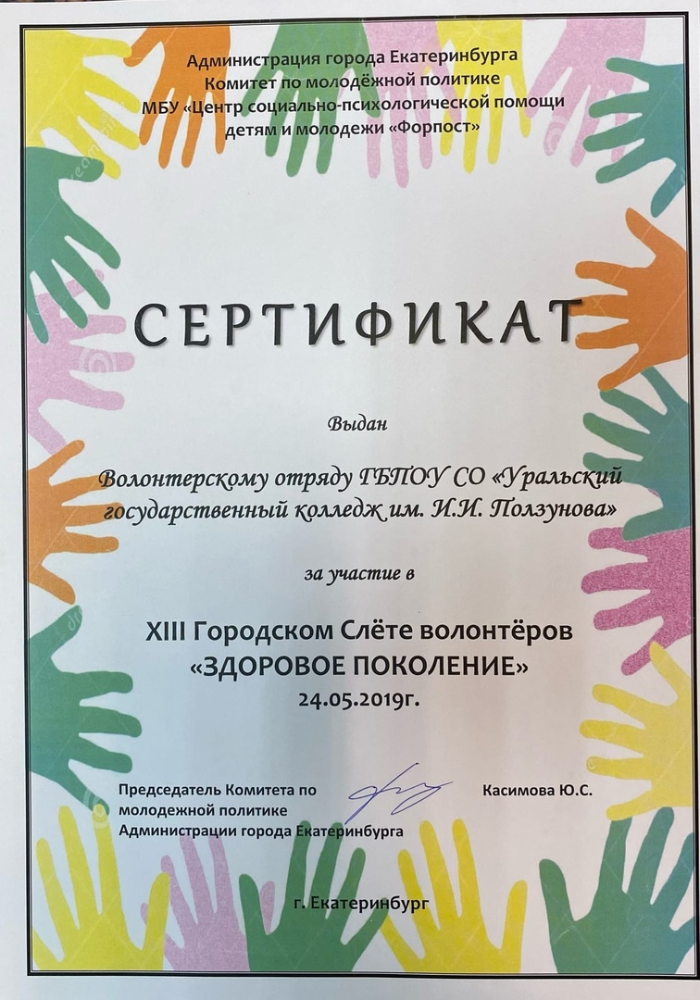 Администрация города Екатеринбурга
Комитет по молодёжной политике
МБУ «Центр социально-психологической помощи
детям и молодежи «Форпост»
СЕРТИФИКАТ
Выдан
Волонтерскому отряду ГБПОУ СО «Уральский
государственный колледж им. И.И. Ползунова»
за участие в
XIII Городском Слёте волонтёров
«ЗДОРОВОЕ ПОКОЛЕНИЕ»
24.05.2019г.
Председатель Комитета по
молодежной политике
Администрации города Екатеринбурга
Касимова Ю.С.
г. Екатеринбург